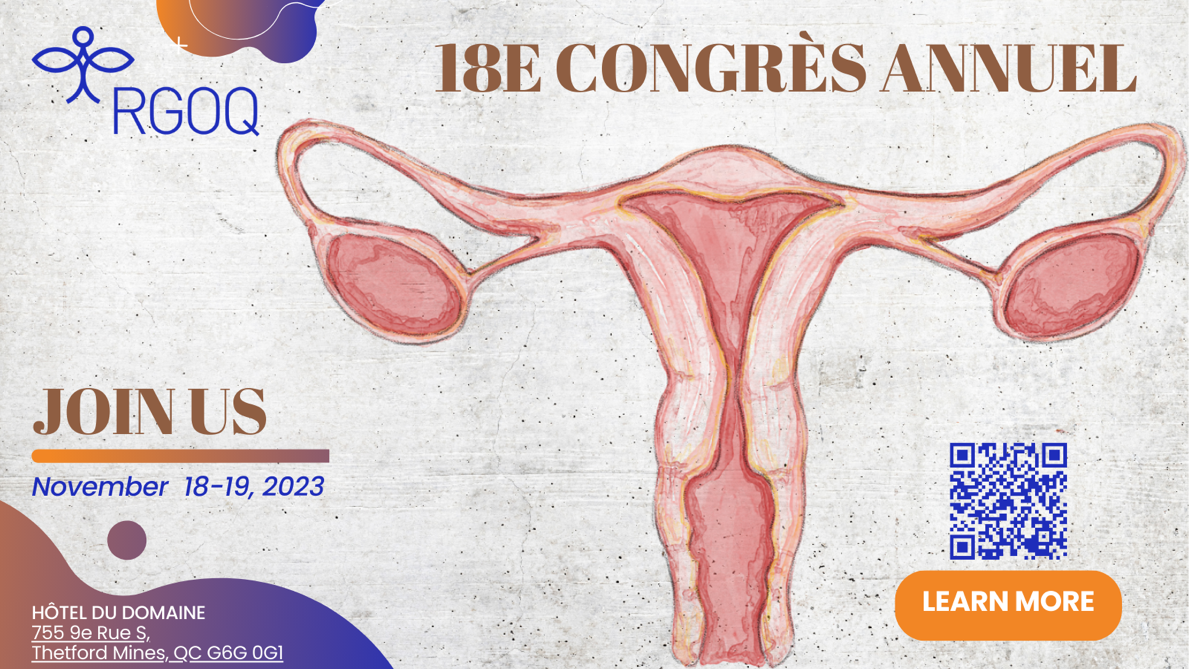 RGOQ
18E CONGRÈS ANNUEL
JOIN US
November 18-19, 2023
HÔTEL DU DOMAINE
755 9e Rue S,
Thetford Mines, QC G6G 0G1
LEARN MORE